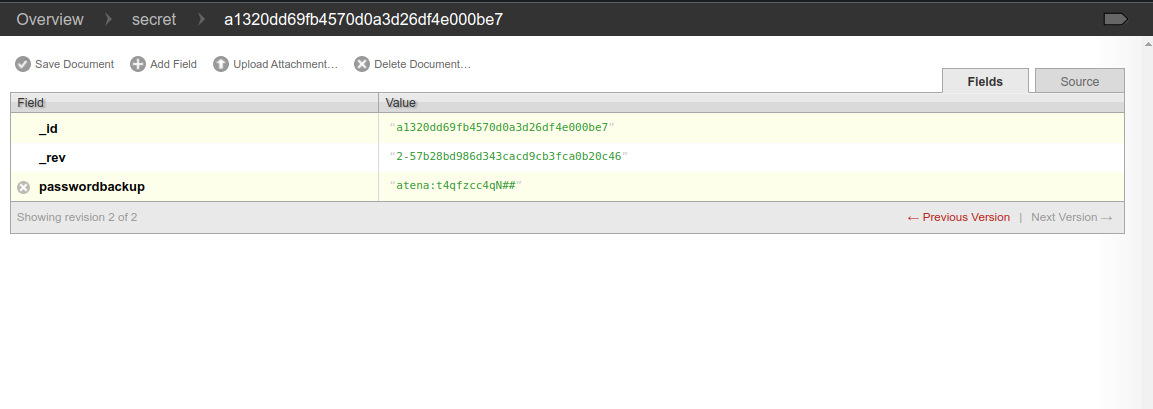 Overview secret a1320dd69fb4570d0a3d26df4e000be7
Save Document Add Field Upload Attachment… Delete Document…
Fields Source
Field Value
_id "a1320dd69fb4570d0a3d26df4e000be7"
_rev "2-57b28bd986d343cacd9cb3fca0b20c46"
passwordbackup "atena:t4qfzcc4qN##"
Showing revision 2 of 2 ← Previous Version | Next Version →